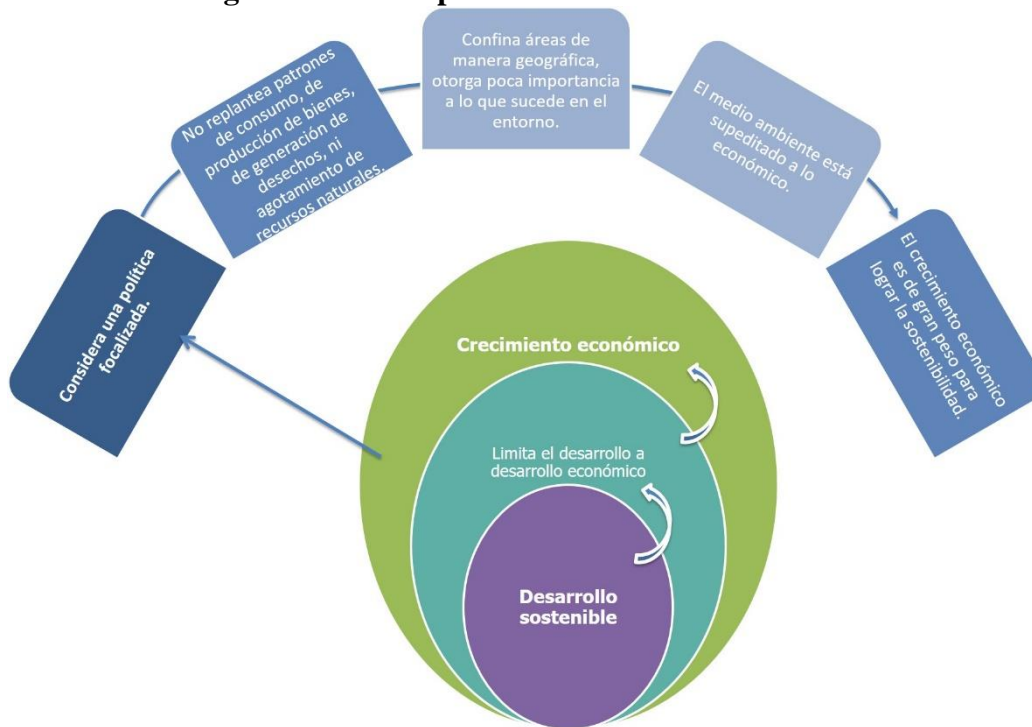 Considera una política
focalizada.
No replantea patrones
de consumo, de
producción de bienes,
de generación de
desechos, ni
agotamiento de
recursos naturales.
Confina áreas de
manera geográfica,
otorga poca importancia
a lo que sucede en el
entorno.
El medio ambiente está
supeditado a lo
económico.
El crecimiento económico
es de gran peso para
lograr la sostenibilidad.
Crecimiento económico
Limita el desarrollo a
desarrollo económico
Desarrollo
sostenible